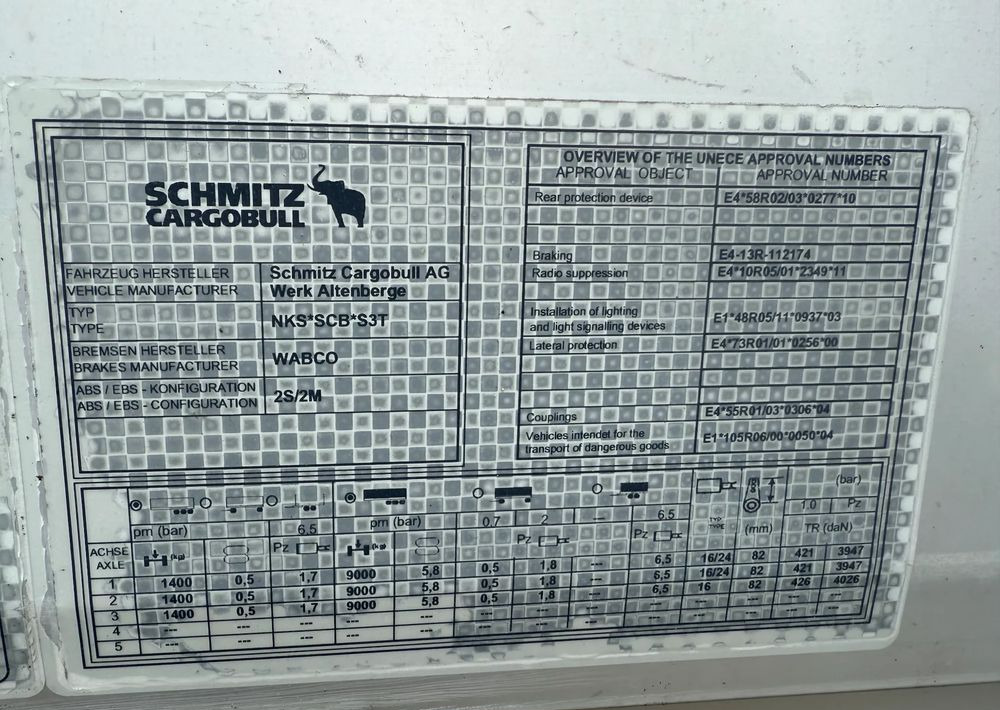 SCHMITZ
CARGOBULL
FAHRZEUG HERSTELLER
VEHICLE MANUFACTURER
Schmitz Cargobull AG
Werk Altenberge
TYP
TYPE
NKS*SCB*S3T
BREMSEN HERSTELLER
BRAKES MANUFACTURER
WABCO
ABS / EBS - KONFIGURATION
ABS / EBS - CONFIGURATION
2S/2M
OVERVIEW OF THE UNECE APPROVAL NUMBERS
APPROVAL OBJECT APPROVAL NUMBER
Rear protection device E4*58R02/03*0277*10
Braking E4-13R-112174
Radio suppression E4*10R05/01*2349*11
Installation of lighting
and light signalling devices
E1*48R05/11*0937*03
Lateral protection E4*73R01/01*0256*00
Couplings E4*55R01/03*0306*04
Vehicles intendet for the
transport of dangerous goods
E1*105R06/00*0050*04
(bar)
pm (bar) 6.5 pm (bar) 0.7 2 --- 6.5 1.0 Pz
ACHSE
AXLE
(kg) Pz (kg) Pz Pz TYP
TYPE
(mm) TR (daN)
1 1400 0,5 1,7 9000 5,8 0,5 1,8 --- 6,5 16/24 82 421 3947
2 1400 0,5 1,7 9000 5,8 0,5 1,8 --- 6,5 16/24 82 421 3947
3 1400 0,5 1,7 9000 5,8 0,5 1,8 --- 6,5 16 82 426 4026
4 --- --- --- --- --- --- --- --- --- --- --- --- ---
5 --- --- --- --- --- --- --- --- --- --- --- --- ---